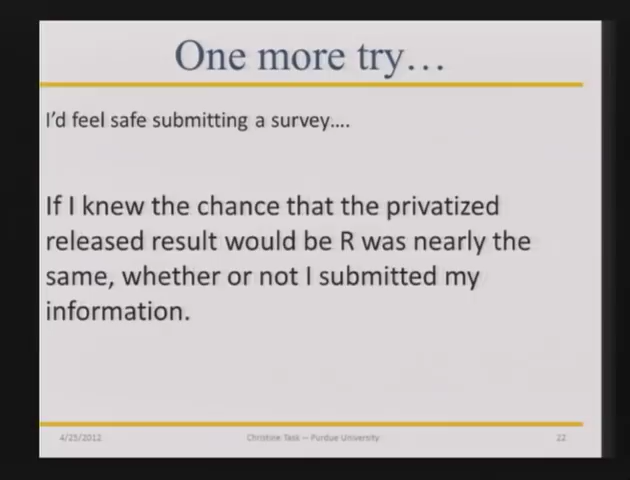 One more try…
I'd feel safe submitting a survey….
If I knew the chance that the privatized
released result would be R was nearly the
same, whether or not I submitted my
information.
4/25/2012
Christine Task – Purdue University
22